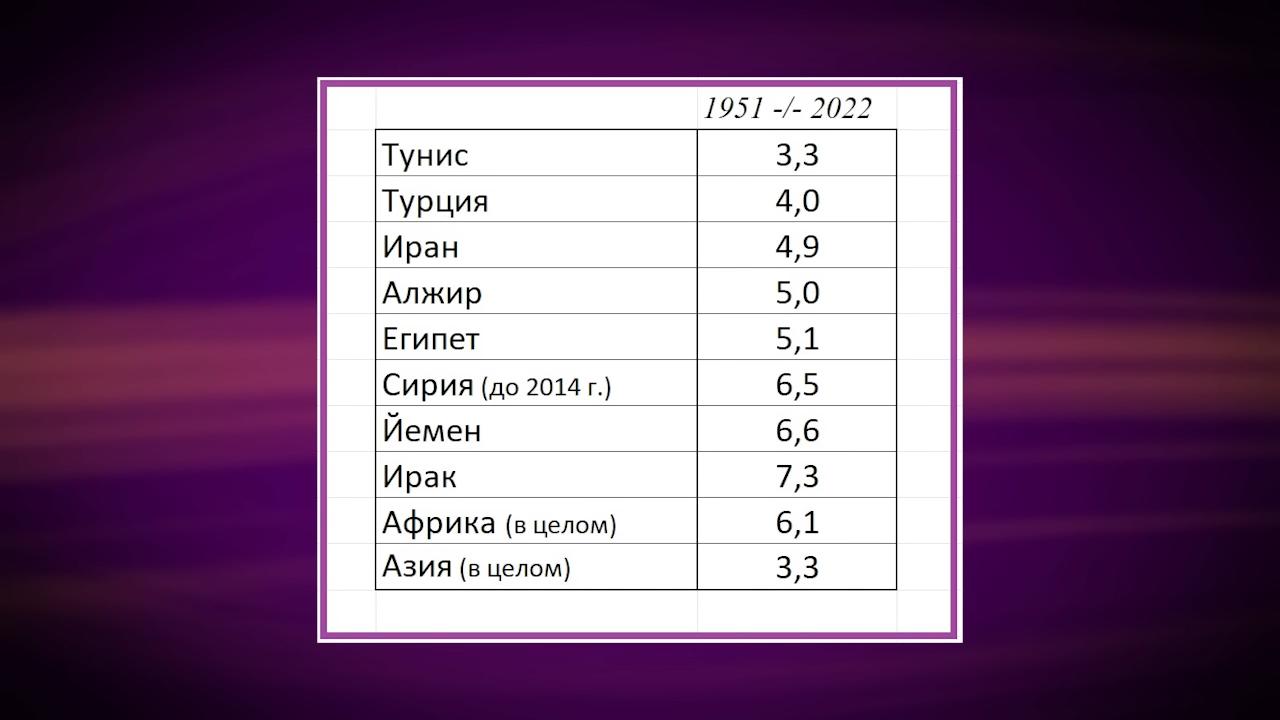 1951 -/- 2022
Тунис 3,3
Турция 4,0
Иран 4,9
Алжир 5,0
Египет 5,1
Сирия (до 2014 г.) 6,5
Йемен 6,6
Ирак 7,3
Африка (в целом) 6,1
Азия (в целом) 3,3